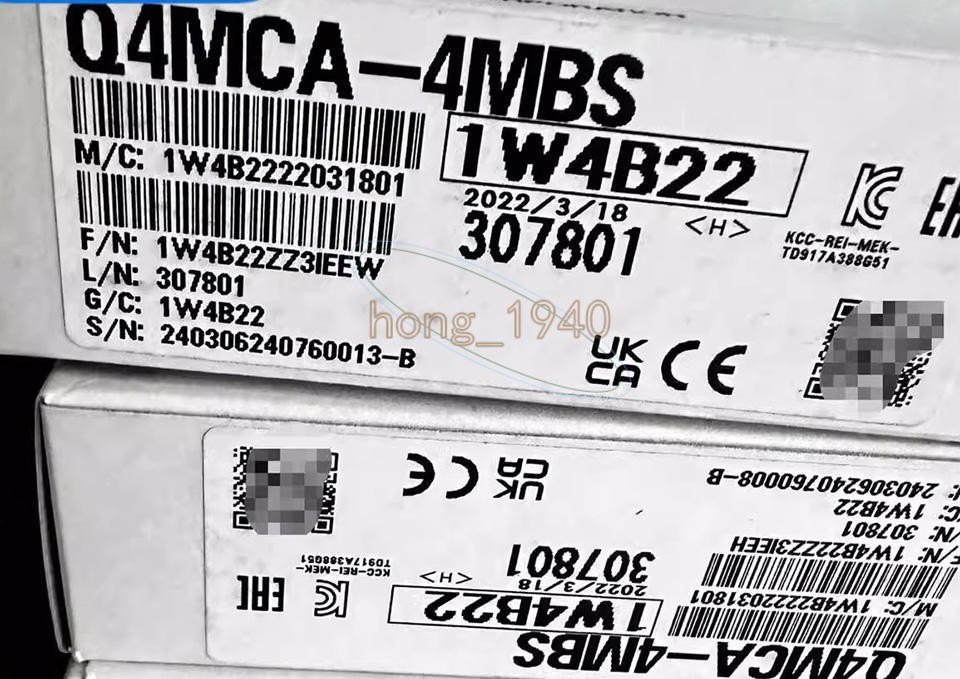 Q4MCA-4MBS
1W4B22
M/C: 1W4B2222031801
2022/3/18
<H>
307801
KCC-REI-MEK-
TD917A388G51
F/N: 1W4B22ZZ3IEEW
L/N: 307801
G/C: 1W4B22
S/N: 240306240760013-B
hong_1940
UK
CA
CE
Q4MCA-4MBS
1W4B22
M/C: 1W4B2222031801
2022/3/18
<H>
307801
KCC-REI-MEK-
TD917A388G51
EAC
F/N: 1W4B22ZZ3IEEH
307801
1W4B22
240306240760008-B
UK
CA
CE